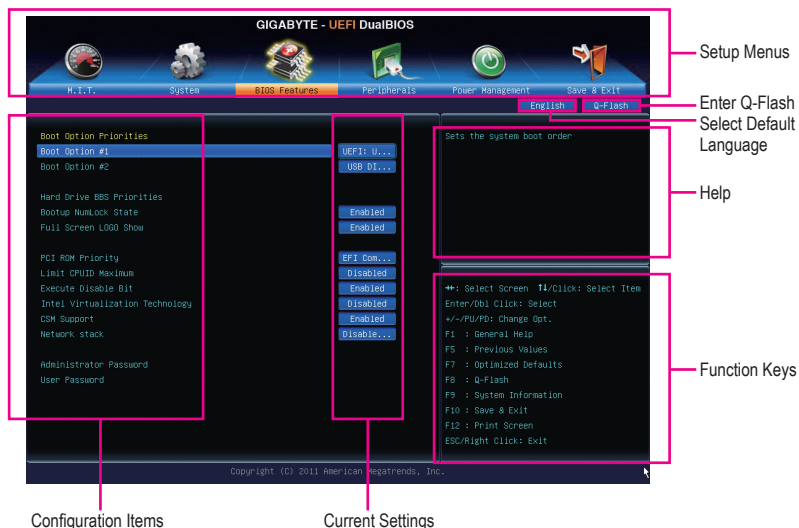 GIGABYTE - UEFI DualBIOS
M.I.T.
System
BIOS Features
Peripherals
Power Management
Save & Exit
English
Q-Flash
Setup Menus
Enter Q-Flash
Select Default
Language
Boot Option Priorities
Boot Option #1 UEFI: U...
Boot Option #2 USB DI...
Hard Drive BBS Priorities
Bootup NumLock State Enabled
Full Screen LOGO Show Enabled
PCI ROM Priority EFI Com...
Limit CPUID Maximum Disabled
Execute Disable Bit Enabled
Intel Virtualization Technology Disabled
CSM Support Enabled
Network stack Disable...
Administrator Password
User Password
Sets the system boot order
Help
→←: Select Screen ↑↓/Click: Select Item
Enter/Dbl Click: Select
+/-/PU/PD: Change Opt.
F1 : General Help
F5 : Previous Values
F7 : Optimized Defaults
F8 : Q-Flash
F9 : System Information
F10 : Save & Exit
F12 : Print Screen
ESC/Right Click: Exit
Function Keys
Copyright (C) 2011 American Megatrends, Inc.
Configuration Items
Current Settings